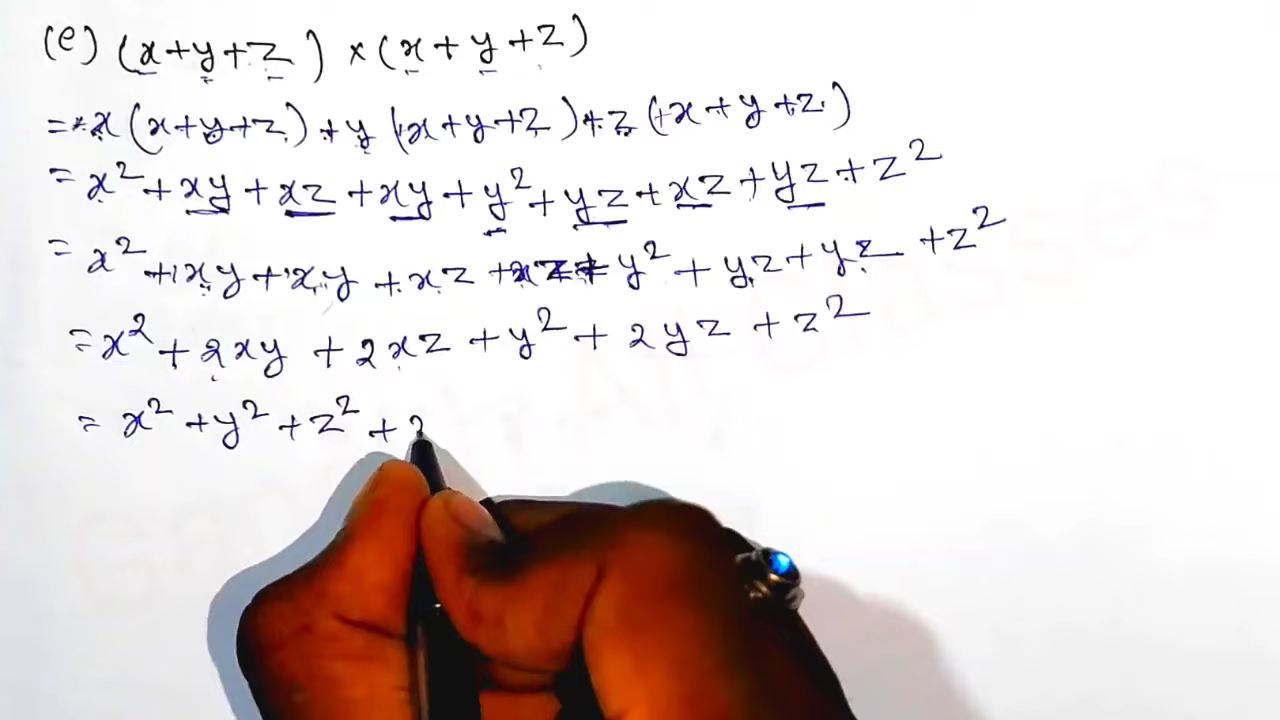 (e) (x+y+z) × (x+y+z)
= x(x+y+z)+y(x+y+z)+z(x+y+z)
= x²+xy+xz+xy+y²+yz+xz+yz+z²
= x²+xy+xy+xz+xz+y²+yz+yz+z²
= x²+2xy+2xz+y²+2yz+z²
= x²+y²+z²+